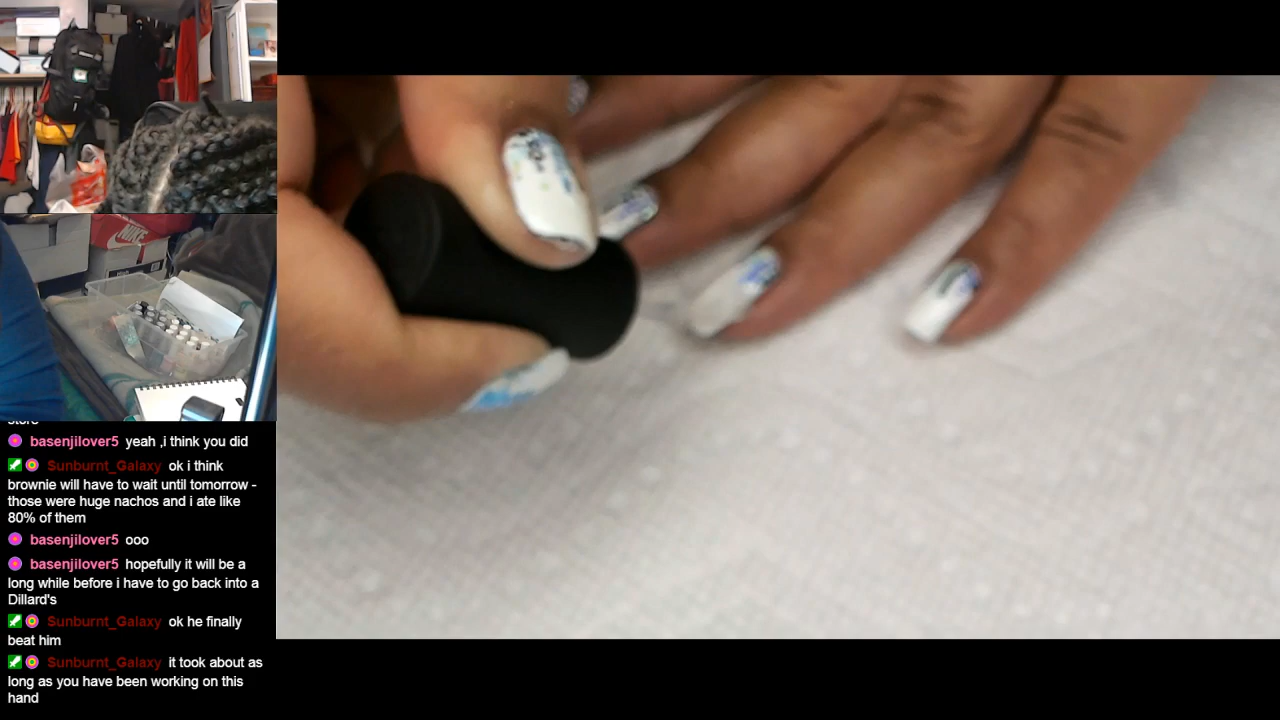 store
basenjilover5 yeah ,i think you did
Sunburnt_Galaxy ok i think
brownie will have to wait until tomorrow -
those were huge nachos and i ate like
80% of them
basenjilover5 ooo
basenjilover5 hopefully it will be a
long while before i have to go back into a
Dillard's
Sunburnt_Galaxy ok he finally
beat him
Sunburnt_Galaxy it took about as
long as you have been working on this
hand